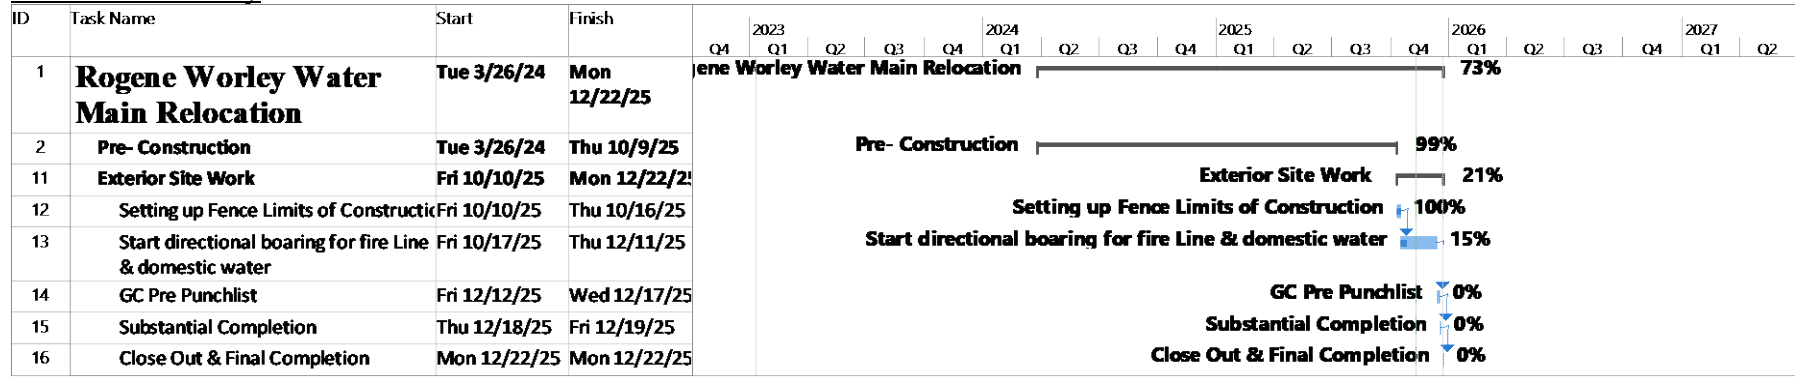 ID Task Name Start Finish
2023 2024 2025 2026 2027
Q4 Q1 Q2 Q3 Q4 Q1 Q2 Q3 Q4 Q1 Q2 Q3 Q4 Q1 Q2 Q3 Q4 Q1 Q2
1 Rogene Worley Water Tue 3/26/24 Mon ene Worley Water Main Relocation 73%
Main Relocation 12/22/25
2 Pre- Construction Tue 3/26/24 Thu 10/9/25 Pre- Construction 99%
11 Exterior Site Work Fri 10/10/25 Mon 12/22/2 Exterior Site Work 21%
12 Setting up Fence Limits of Constructic Fri 10/10/25 Thu 10/16/25 Setting up Fence Limits of Construction 100%
13 Start directional boaring for fire Line Fri 10/17/25 Thu 12/11/25 Start directional boaring for fire Line & domestic water 15%
& domestic water
14 GC Pre Punchlist Fri 12/12/25 Wed 12/17/25 GC Pre Punchlist 0%
15 Substantial Completion Thu 12/18/25 Fri 12/19/25 Substantial Completion 0%
16 Close Out & Final Completion Mon 12/22/25 Mon 12/22/25 Close Out & Final Completion 0%